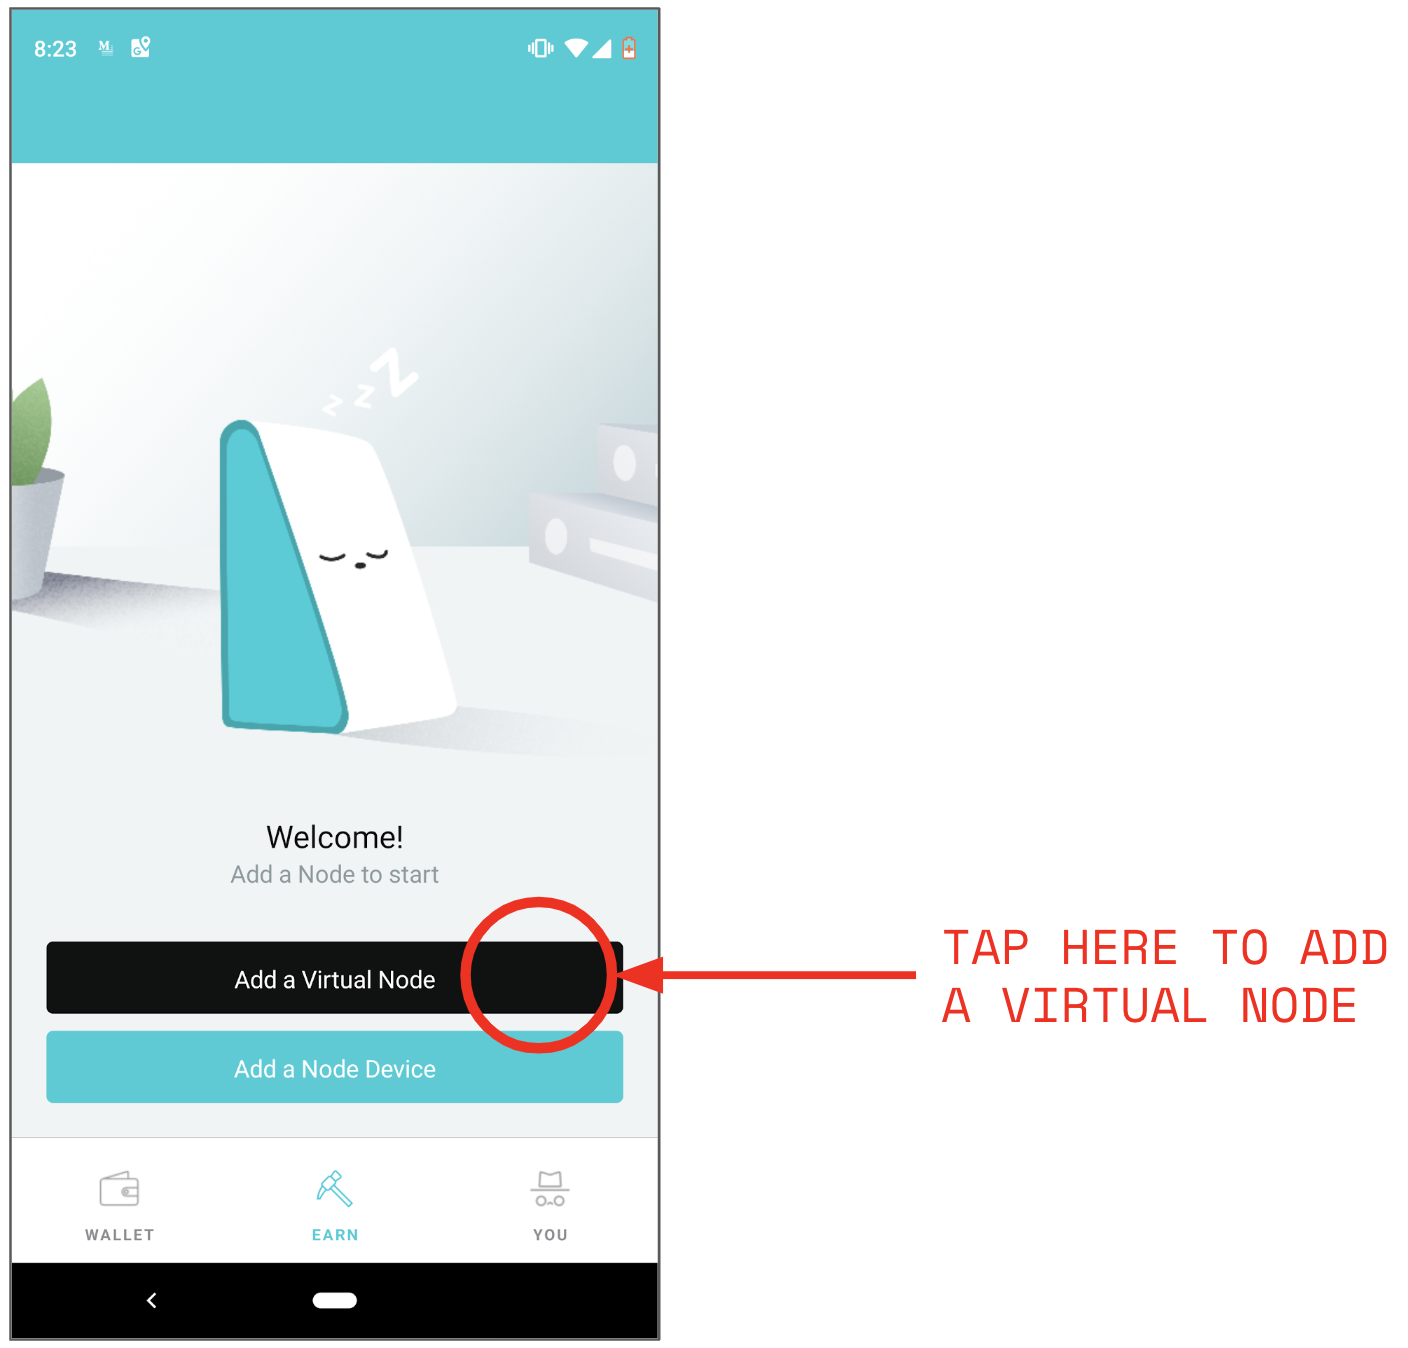 8:23
z z Z
Welcome!
Add a Node to start
Add a Virtual Node
TAP HERE TO ADD
A VIRTUAL NODE
Add a Node Device
WALLET EARN YOU